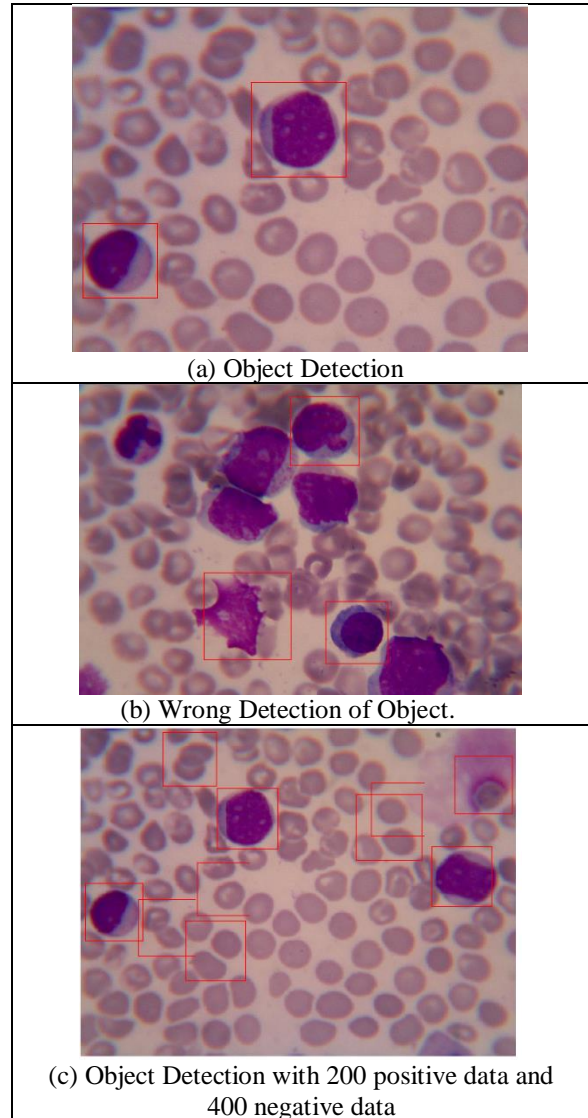 (a) Object Detection
(b) Wrong Detection of Object.
(c) Object Detection with 200 positive data and
400 negative data